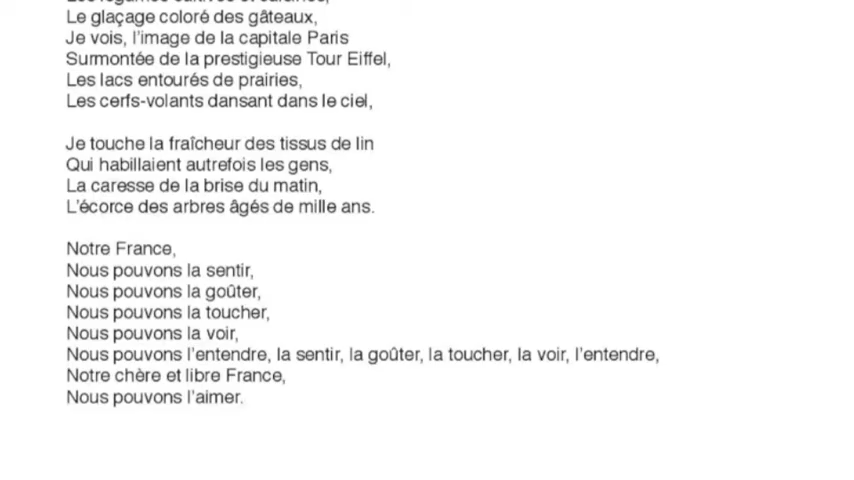 Le glaçage coloré des gâteaux,
Je vois, l'image de la capitale Paris
Surmontée de la prestigieuse Tour Eiffel,
Les lacs entourés de prairies,
Les cerfs-volants dansant dans le ciel,
Je touche la fraîcheur des tissus de lin
Qui habillaient autrefois les gens,
La caresse de la brise du matin,
L'écorce des arbres âgés de mille ans.
Notre France,
Nous pouvons la sentir,
Nous pouvons la goûter,
Nous pouvons la toucher,
Nous pouvons la voir,
Nous pouvons l'entendre, la sentir, la goûter, la toucher, la voir, l'entendre,
Notre chère et libre France,
Nous pouvons l'aimer.